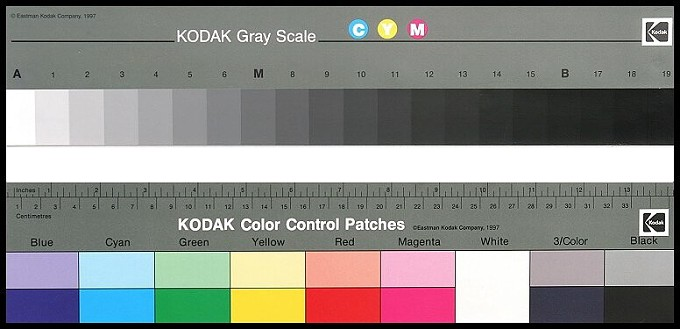 © Eastman Kodak Company, 1997
KODAK Gray Scale
C Y M
Kodak
A 1 2 3 4 5 6 M 8 9 10 11 12 13 14 15 B 17 18 19
Inches 1 2 3 4 5 6 7 8 9 10 11 12 13
1 2 3 4 5 6 7 8 9 10 11 12 13 14 15 16 17 18 19 20 21 22 23 24 25 26 27 28 29 30 31 32 33
Centimetres
KODAK Color Control Patches
©Eastman Kodak Company, 1997
Kodak
Blue Cyan Green Yellow Red Magenta White 3/Color Black